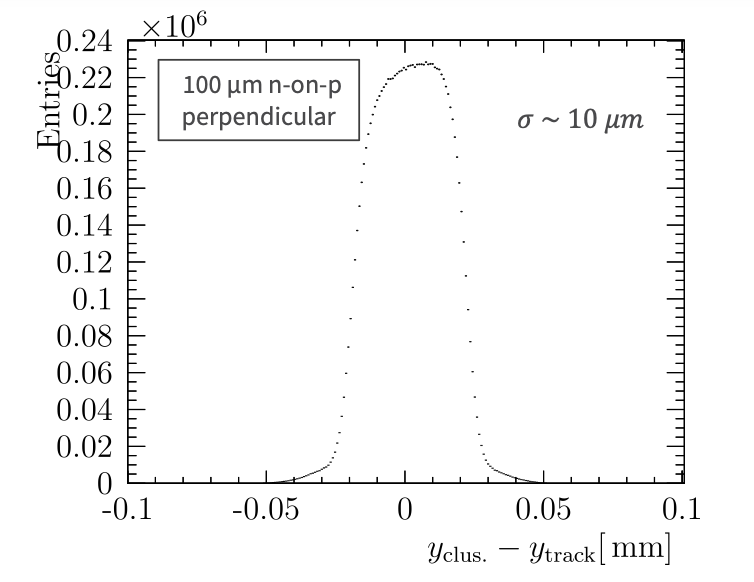 ×10⁶
Entries
0.24
0.22
0.2
0.18
0.16
0.14
0.12
0.1
0.08
0.06
0.04
0.02
0
100 μm n-on-p
perpendicular
σ ~ 10 μm
-0.1 -0.05 0 0.05 0.1
y_clus. − y_track [mm]